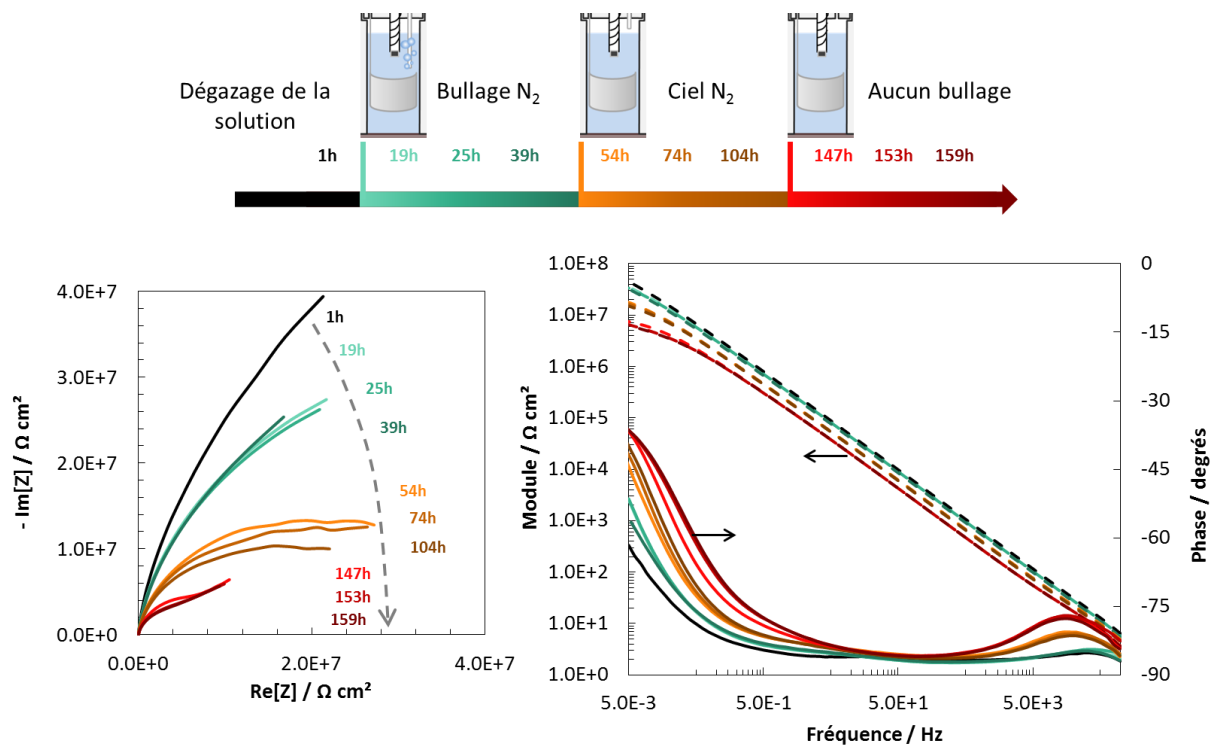 Dégazage de la
solution
Bullage N₂
Ciel N₂
Aucun bullage
1h
19h
25h
39h
54h
74h
104h
147h
153h
159h
4.0E+7
3.0E+7
2.0E+7
1.0E+7
0.0E+0
- Im[Z] / Ω cm²
1h
19h
25h
39h
54h
74h
104h
147h
153h
159h
0.0E+0
2.0E+7
4.0E+7
Re[Z] / Ω cm²
1.0E+8
1.0E+7
1.0E+6
1.0E+5
1.0E+4
1.0E+3
1.0E+2
1.0E+1
1.0E+0
Module / Ω cm²
0
-15
-30
-45
-60
-75
-90
Phase / degrés
5.0E-3
5.0E-1
5.0E+1
5.0E+3
Fréquence / Hz